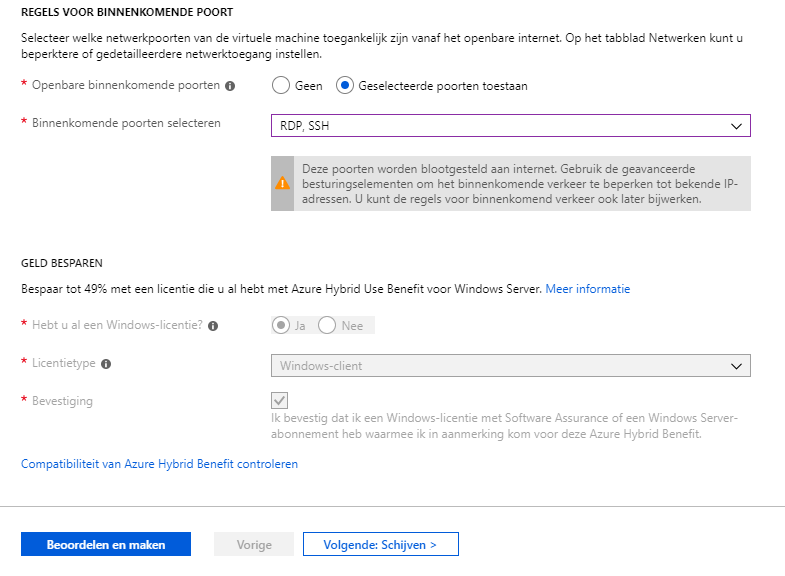 REGELS VOOR BINNENKOMENDE POORT
Selecteer welke netwerkpoorten van de virtuele machine toegankelijk zijn vanaf het openbare internet. Op het tabblad Netwerken kunt u
beperktere of gedetailleerdere netwerktoegang instellen.
* Openbare binnenkomende poorten Geen Geselecteerde poorten toestaan
* Binnenkomende poorten selecteren RDP, SSH
Deze poorten worden blootgesteld aan internet. Gebruik de geavanceerde
besturingselementen om het binnenkomende verkeer te beperken tot bekende IP-
adressen. U kunt de regels voor binnenkomend verkeer ook later bijwerken.
GELD BESPAREN
Bespaar tot 49% met een licentie die u al hebt met Azure Hybrid Use Benefit voor Windows Server. Meer informatie
* Hebt u al een Windows-licentie? Ja Nee
* Licentietype Windows-client
* Bevestiging
Ik bevestig dat ik een Windows-licentie met Software Assurance of een Windows Server-
abonnement heb waarmee ik in aanmerking kom voor deze Azure Hybrid Benefit.
Compatibiliteit van Azure Hybrid Benefit controleren
Beoordelen en maken Vorige Volgende: Schijven >